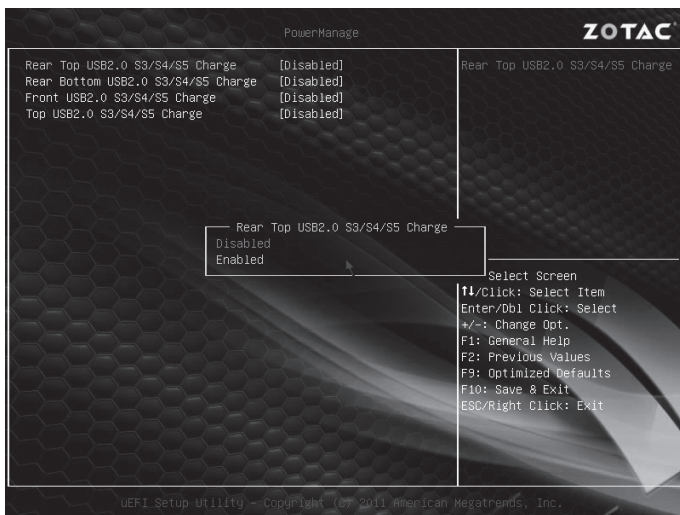 PowerManage
ZOTAC
Rear Top USB2.0 S3/S4/S5 Charge [Disabled]
Rear Bottom USB2.0 S3/S4/S5 Charge [Disabled]
Front USB2.0 S3/S4/S5 Charge [Disabled]
Top USB2.0 S3/S4/S5 Charge [Disabled]
Rear Top USB2.0 S3/S4/S5 Charge
Rear Top USB2.0 S3/S4/S5 Charge
Disabled
Enabled
Select Screen
↑↓/Click: Select Item
Enter/Dbl Click: Select
+/-: Change Opt.
F1: General Help
F2: Previous Values
F9: Optimized Defaults
F10: Save & Exit
ESC/Right Click: Exit
uEFI Setup Utility - Copyright (C) 2011 American Megatrends, Inc.